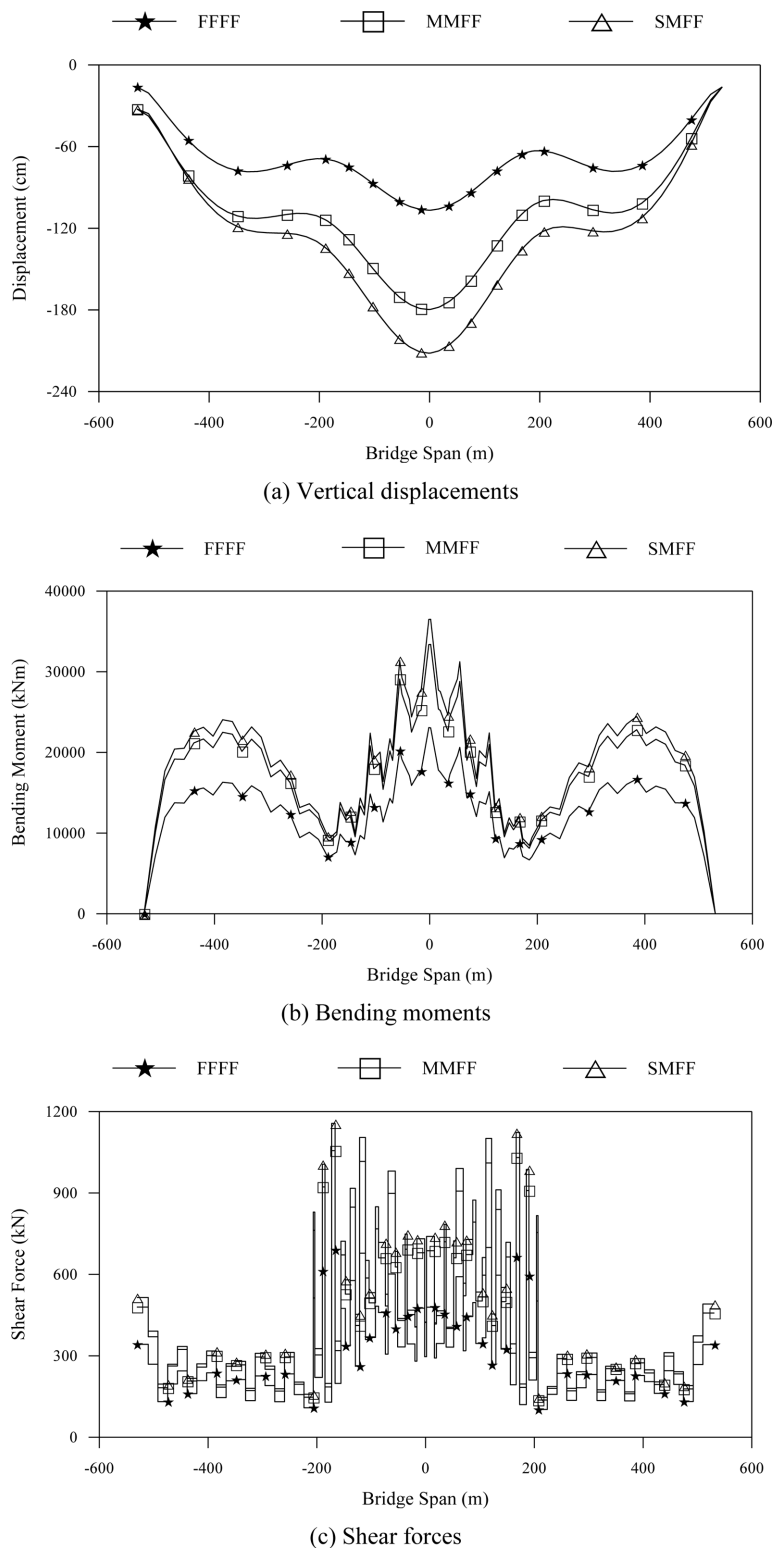 FFFF MMFF SMFF
0
-60
-120
-180
-240
Displacement (cm)
-600 -400 -200 0 200 400 600
Bridge Span (m)
(a) Vertical displacements
FFFF MMFF SMFF
40000
30000
20000
10000
0
Bending Moment (kNm)
-600 -400 -200 0 200 400 600
Bridge Span (m)
(b) Bending moments
FFFF MMFF SMFF
1200
900
600
300
0
Shear Force (kN)
-600 -400 -200 0 200 400 600
Bridge Span (m)
(c) Shear forces